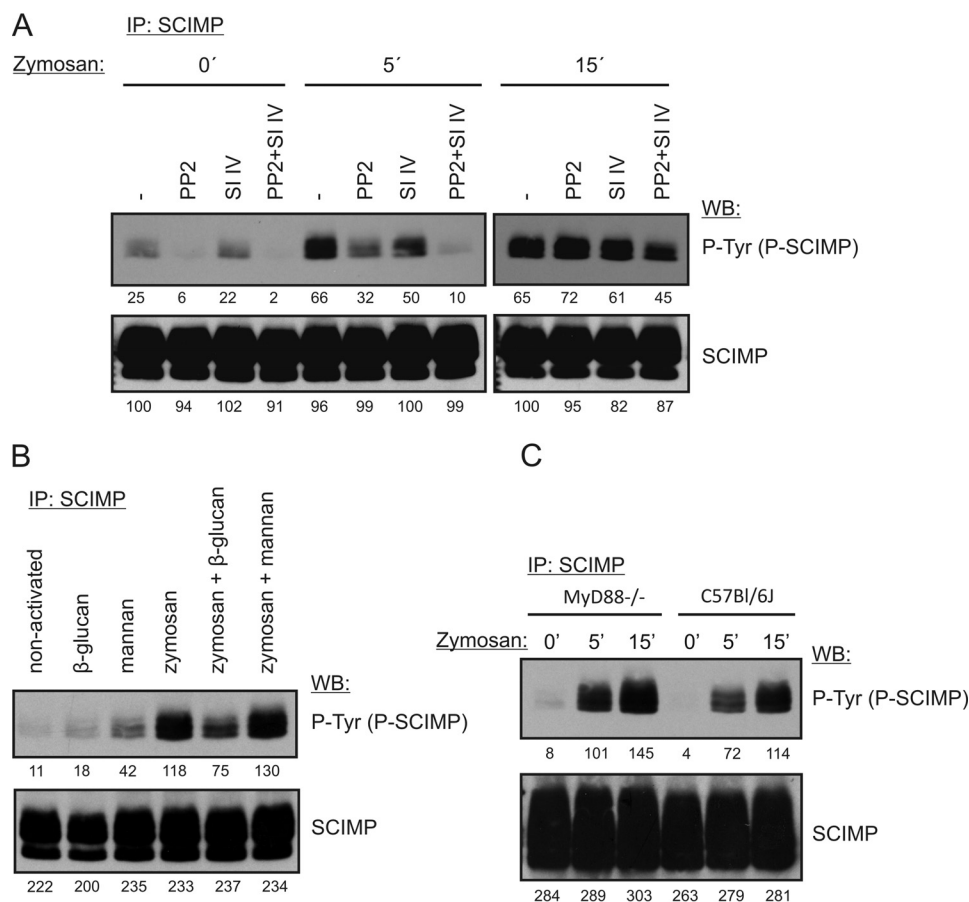 A
IP: SCIMP
Zymosan: 0´ 5´ 15´
- PP2 SI IV PP2+SI IV - PP2 SI IV PP2+SI IV - PP2 SI IV PP2+SI IV
WB:
P-Tyr (P-SCIMP)
25 6 22 2 66 32 50 10 65 72 61 45
SCIMP
100 94 102 91 96 99 100 99 100 95 82 87
B
IP: SCIMP
non-activated β-glucan mannan zymosan zymosan + β-glucan zymosan + mannan
WB:
P-Tyr (P-SCIMP)
11 18 42 118 75 130
SCIMP
222 200 235 233 237 234
C
IP: SCIMP
MyD88-/- C57Bl/6J
Zymosan: 0’ 5’ 15’ 0’ 5’ 15’
WB:
P-Tyr (P-SCIMP)
8 101 145 4 72 114
SCIMP
284 289 303 263 279 281